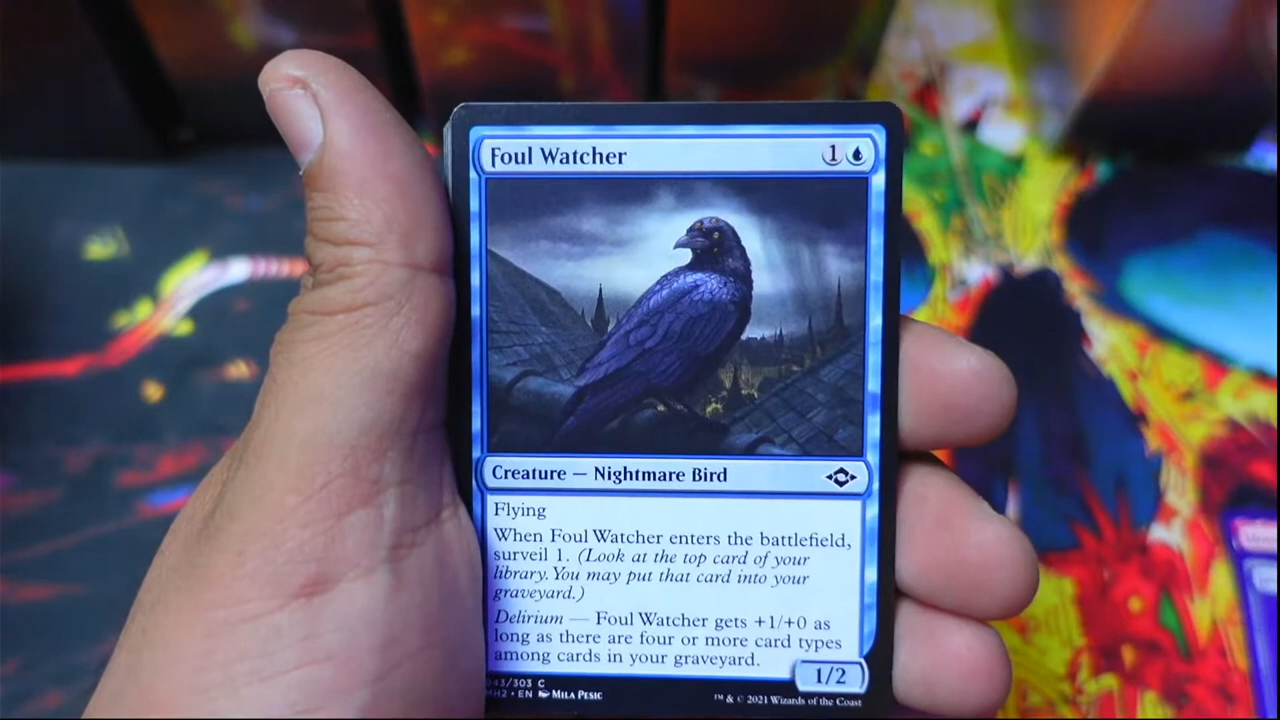 Foul Watcher 1
Creature — Nightmare Bird
Flying
When Foul Watcher enters the battlefield,
surveil 1. (Look at the top card of your
library. You may put that card into your
graveyard.)
Delirium — Foul Watcher gets +1/+0 as
long as there are four or more card types
among cards in your graveyard.
1/2
043/303 C
MH2 • EN MILA PESIC
™ & © 2021 Wizards of the Coast